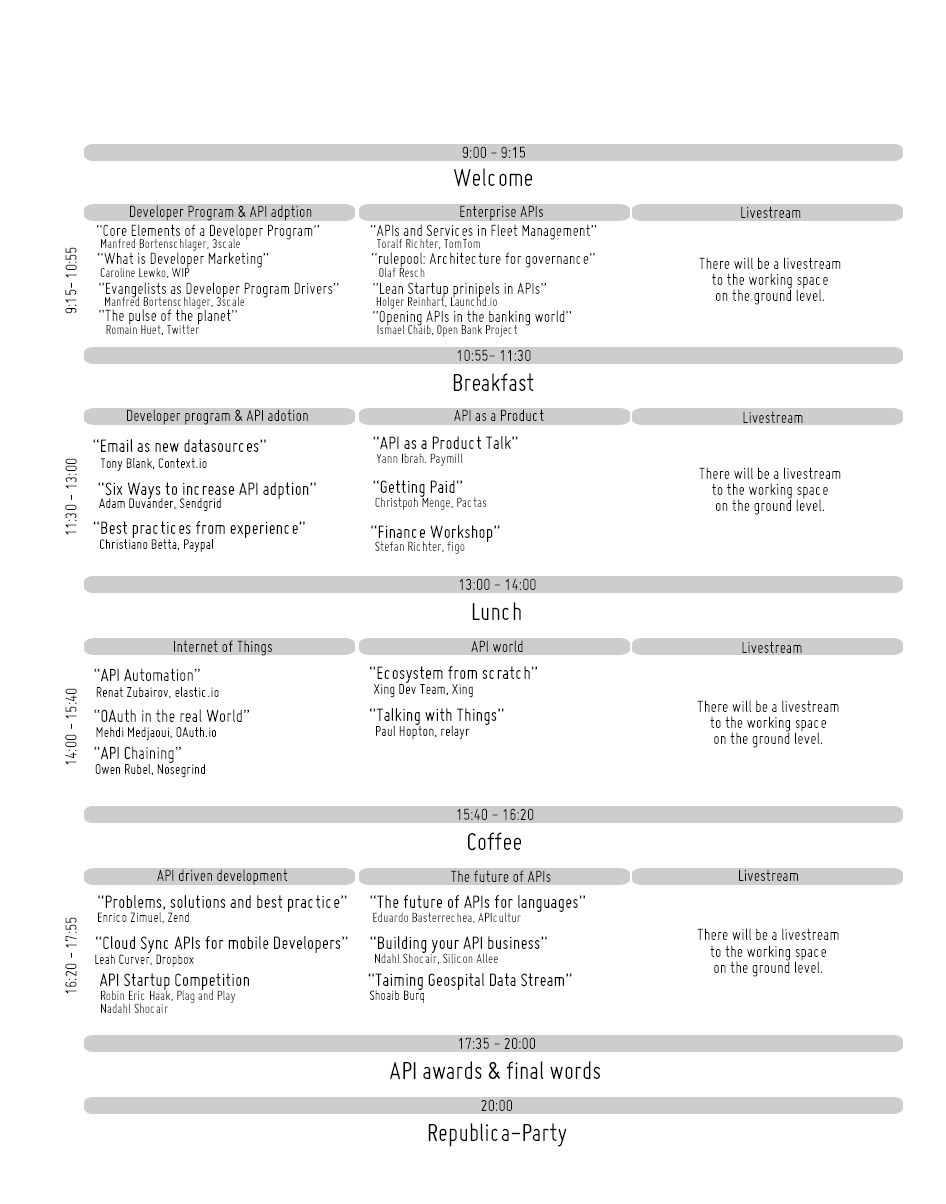 9:00 - 9:15
Welcome
9:15- 10:55
Developer Program & API adption
"Core Elements of a Developer Program"
Manfred Bortenschlager, 3scale
"What is Developer Marketing"
Caroline Lewko, WIP
"Evangelists as Developer Program Drivers"
Manfred Bortenschlager, 3scale
"The pulse of the planet"
Romain Huet, Twitter
Enterprise APIs
"APIs and Services in Fleet Management"
Toralf Richter, TomTom
"rulepool: Architecture for governance"
Olaf Resch
"Lean Startup prinipels in APIs"
Holger Reinhart, Launchd.io
"Opening APIs in the banking world"
Ismael Chaib, Open Bank Project
Livestream
There will be a livestream
to the working space
on the ground level.
10:55- 11:30
Breakfast
11:30 - 13:00
Developer program & API adotion
"Email as new datasources"
Tony Blank, Context.io
"Six Ways to increase API adption"
Adam Duvander, Sendgrid
"Best practices from experience"
Christiano Betta, Paypal
API as a Product
"API as a Product Talk"
Yann Ibrah. Paymill
"Getting Paid"
Christpoh Menge, Pactas
"Finance Workshop"
Stefan Richter, figo
Livestream
There will be a livestream
to the working space
on the ground level.
13:00 - 14:00
Lunch
14:00 - 15:40
Internet of Things
"API Automation"
Renat Zubairov, elastic.io
"OAuth in the real World"
Mehdi Medjaoui, OAuth.io
"API Chaining"
Owen Rubel, Nosegrind
API world
"Ecosystem from scratch"
Xing Dev Team, Xing
"Talking with Things"
Paul Hopton, relayr
Livestream
There will be a livestream
to the working space
on the ground level.
15:40 - 16:20
Coffee
16:20 - 17:55
API driven development
"Problems, solutions and best practice"
Enrico Zimuel, Zend
"Cloud Sync APIs for mobile Developers"
Leah Curver, Dropbox
API Startup Competition
Robin Eric Haak, Plag and Play
Nadahl Shocair
The future of APIs
"The future of APIs for languages"
Eduardo Basterrechea, APIcultur
"Building your API business"
Ndahl Shocair, Silicon Allee
"Taiming Geospital Data Stream"
Shoaib Burq
Livestream
There will be a livestream
to the working space
on the ground level.
17:35 - 20:00
API awards & final words
20:00
Republica-Party